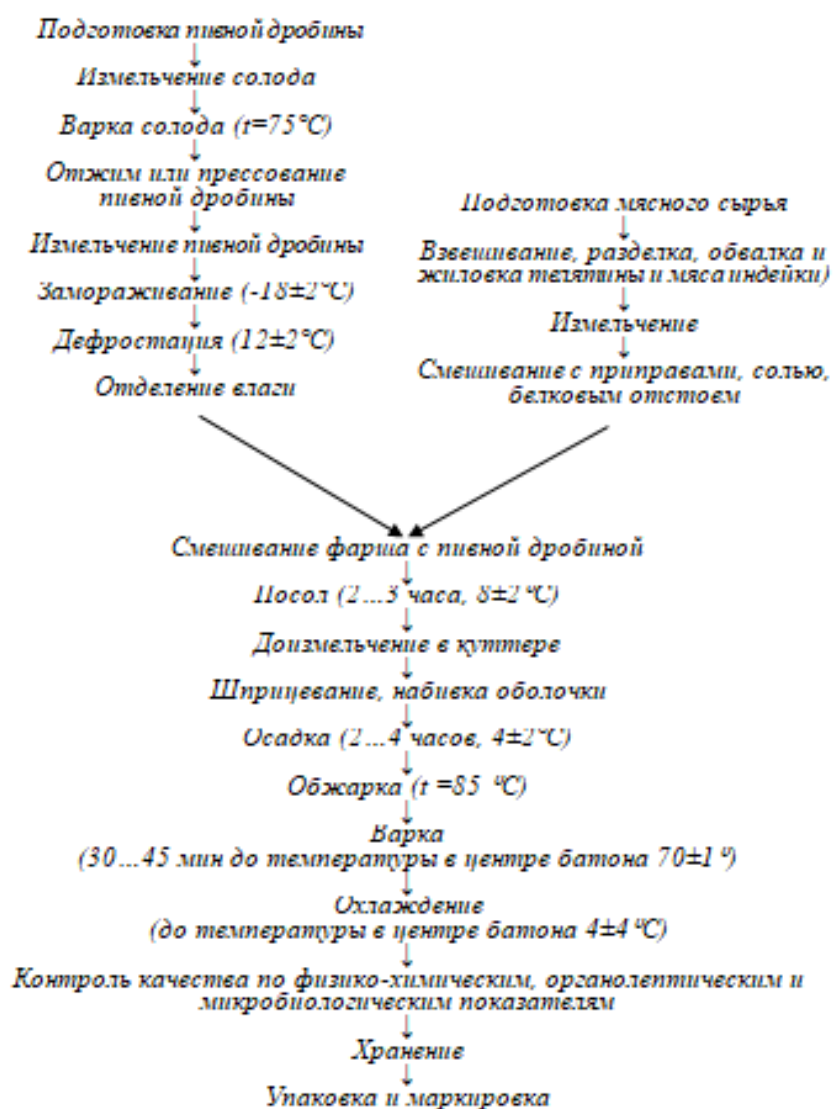 Подготовка пивной дробины
Измельчение солода
Варка солода (t=75°C)
Отжим или прессование
пивной дробины
Измельчение пивной дробины
Замораживание (-18±2°C)
Дефростация (12±2°C)
Отделение влаги
Подготовка мясного сырья
Взвешивание, разделка, обвалка и
жиловка телятины и мяса индейки)
Измельчение
Смешивание с приправами, солью,
белковым отстоем
Смешивание фарша с пивной дробиной
Посол (2...3 часа, 8±2 °C)
Доизмельчение в куттере
Шприцевание, набивка оболочки
Осадка (2...4 часов, 4±2°C)
Обжарка (t =85 °C)
Варка
(30...45 мин до температуры в центре батона 70±1°)
Охлаждение
(до температуры в центре батона 4±4°C)
Контроль качества по физико-химическим, органолептическим и
микробиологическим показателям
Хранение
Упаковка и маркировка